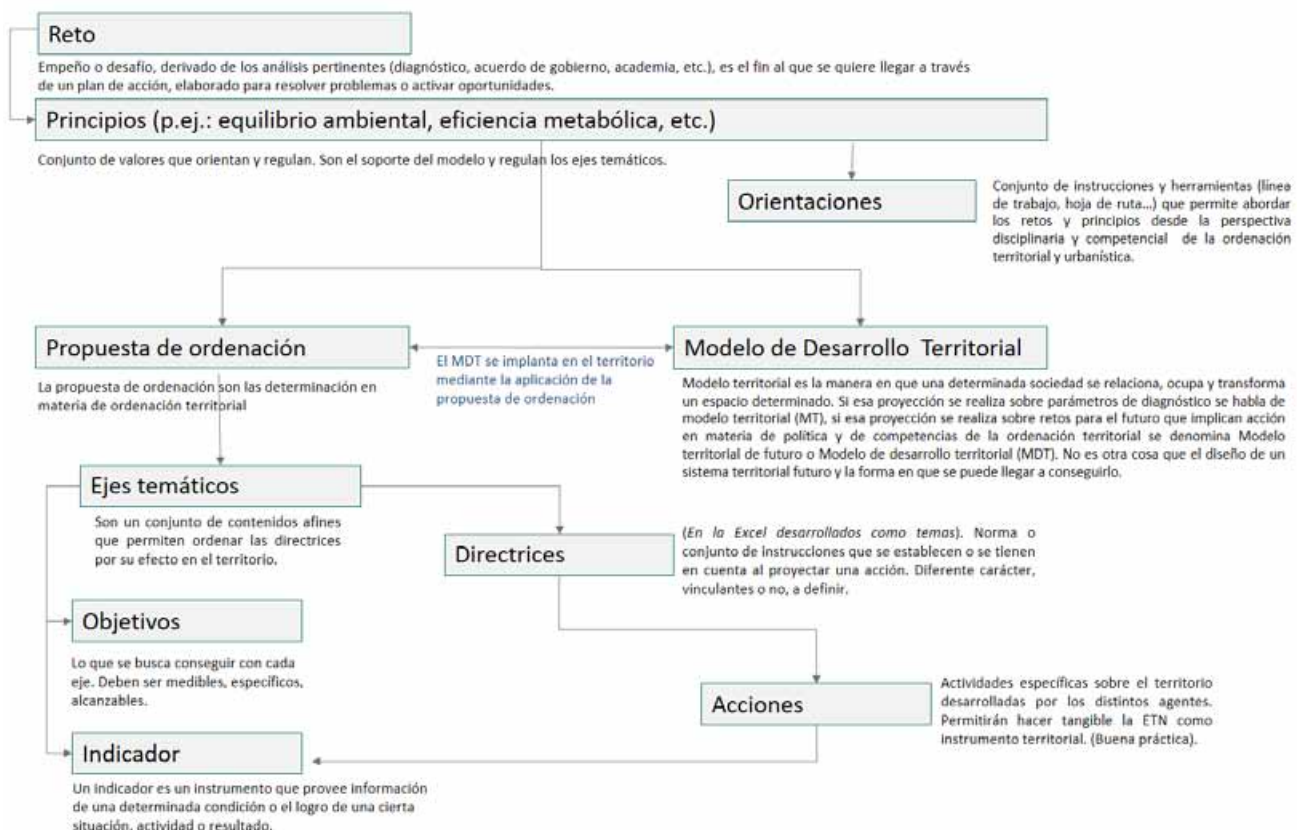 Reto
Empeño o desafío, derivado de los análisis pertinentes (diagnóstico, acuerdo de gobierno, academia, etc.), es el fin al que se quiere llegar a través
de un plan de acción, elaborado para resolver problemas o activar oportunidades.
Principios (p.ej.: equilibrio ambiental, eficiencia metabólica, etc.)
Conjunto de valores que orientan y regulan. Son el soporte del modelo y regulan los ejes temáticos.
Orientaciones
Conjunto de instrucciones y herramientas (línea
de trabajo, hoja de ruta...) que permite abordar
los retos y principios desde la perspectiva
disciplinaria y competencial de la ordenación
territorial y urbanística.
Propuesta de ordenación
La propuesta de ordenación son las determinación en
materia de ordenación territorial
El MDT se implanta en el territorio
mediante la aplicación de la
propuesta de ordenación
Modelo de Desarrollo Territorial
Modelo territorial es la manera en que una determinada sociedad se relaciona, ocupa y transforma
un espacio determinado. Si esa proyección se realiza sobre parámetros de diagnóstico se habla de
modelo territorial (MT), si esa proyección se realiza sobre retos para el futuro que implican acción
en materia de política y de competencias de la ordenación territorial se denomina Modelo
territorial de futuro o Modelo de desarrollo territorial (MDT). No es otra cosa que el diseño de un
sistema territorial futuro y la forma en que se puede llegar a conseguirlo.
Ejes temáticos
Son un conjunto de contenidos afines
que permiten ordenar las directrices
por su efecto en el territorio.
Directrices
(En la Excel desarrollados como temas). Norma o
conjunto de instrucciones que se establecen o se tienen
en cuenta al proyectar una acción. Diferente carácter,
vinculantes o no, a definir.
Objetivos
Lo que se busca conseguir con cada
eje. Deben ser medibles, específicos,
alcanzables.
Acciones
Actividades específicas sobre el territorio
desarrolladas por los distintos agentes.
Permitirán hacer tangible la ETN como
instrumento territorial. (Buena práctica).
Indicador
Un indicador es un instrumento que provee información
de una determinada condición o el logro de una cierta
situación, actividad o resultado.